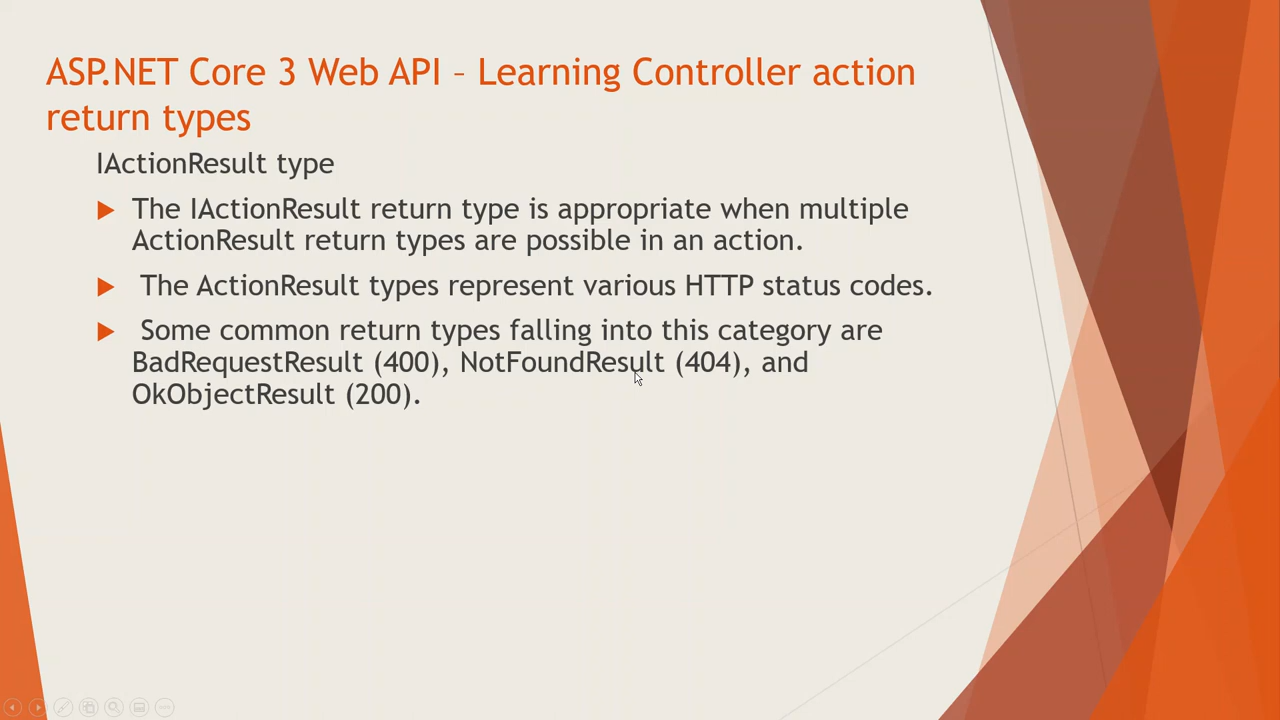 ASP.NET Core 3 Web API – Learning Controller action
return types
IActionResult type
The IActionResult return type is appropriate when multiple
ActionResult return types are possible in an action.
The ActionResult types represent various HTTP status codes.
Some common return types falling into this category are
BadRequestResult (400), NotFoundResult (404), and
OkObjectResult (200).